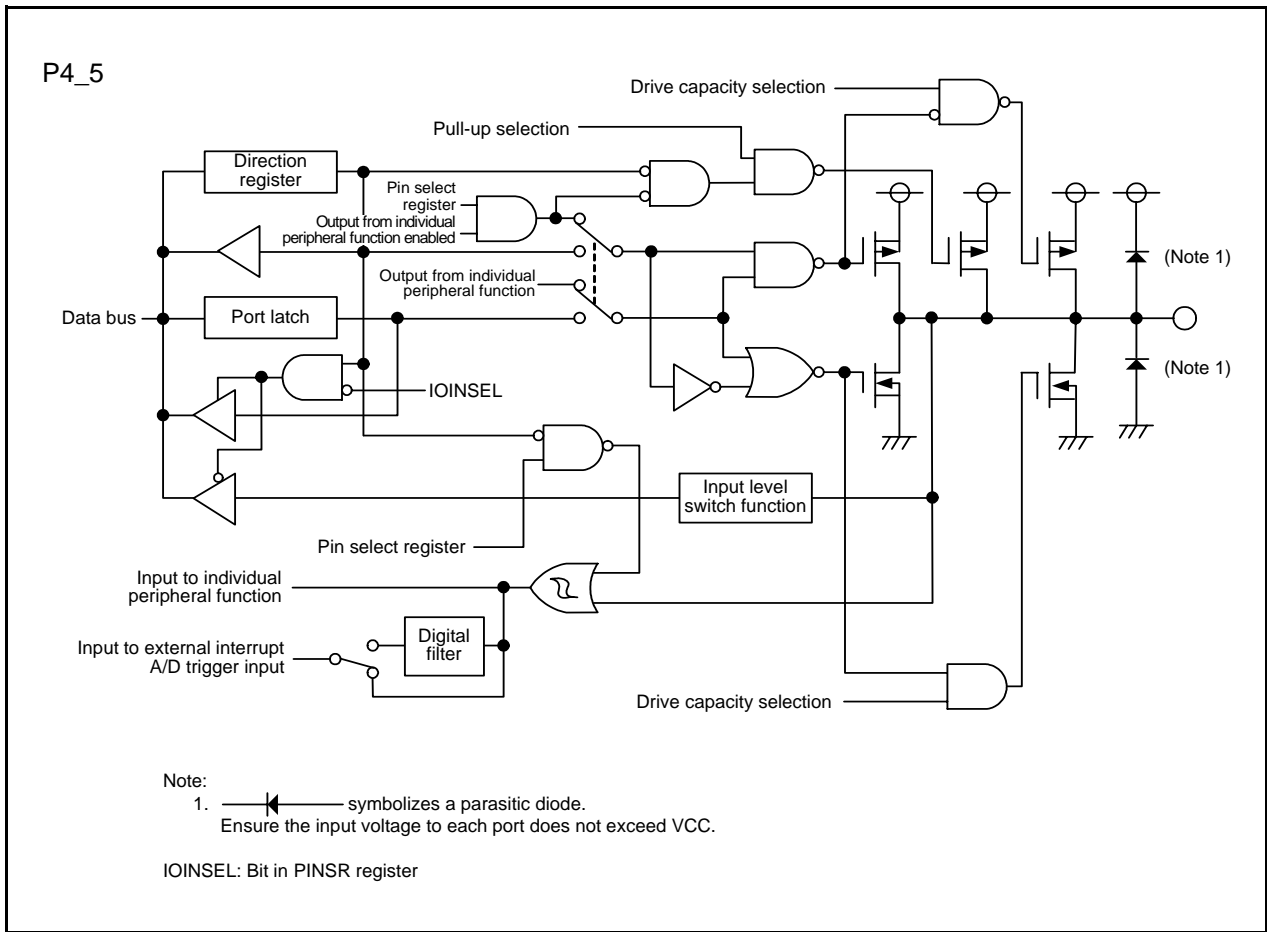 P4_5
Drive capacity selection
Pull-up selection
Direction
register
Pin select
register
Output from individual
peripheral function enabled
(Note 1)
Output from individual
peripheral function
Data bus
Port latch
(Note 1)
IOINSEL
Input level
switch function
Pin select register
Input to individual
peripheral function
Digital
filter
Input to external interrupt
A/D trigger input
Drive capacity selection
Note:
1. symbolizes a parasitic diode.
Ensure the input voltage to each port does not exceed VCC.
IOINSEL: Bit in PINSR register